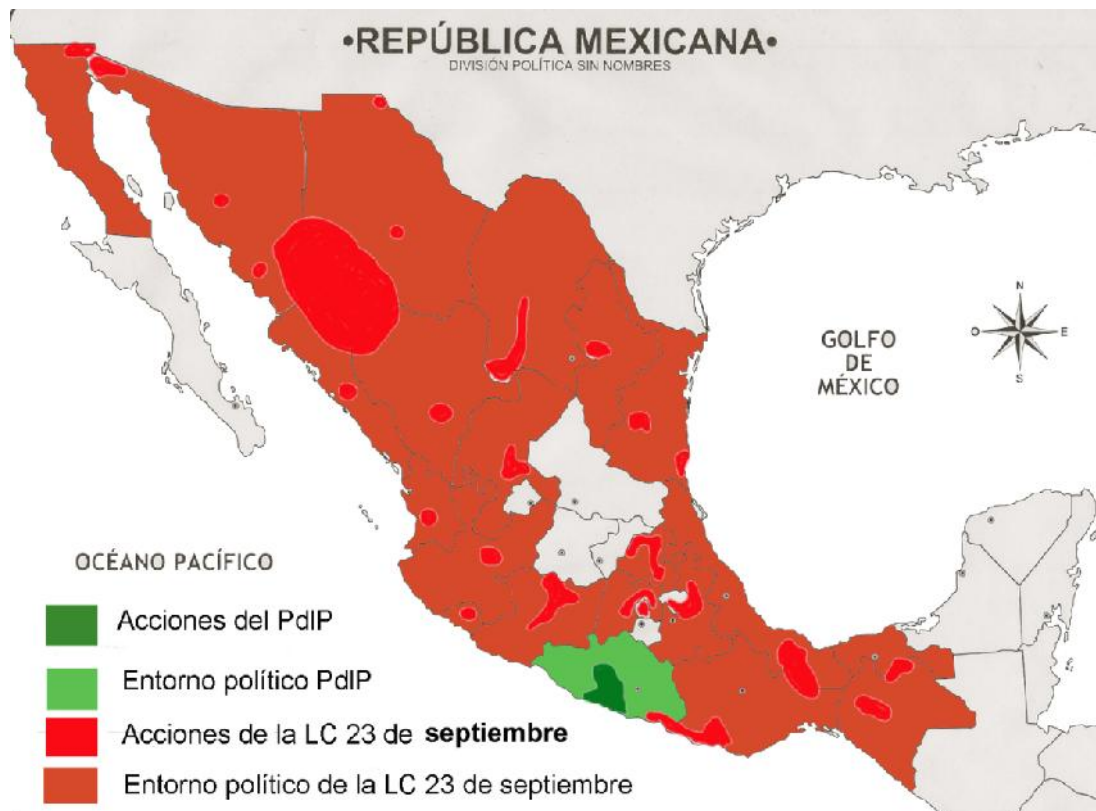 •REPÚBLICA MEXICANA•
DIVISIÓN POLÍTICA SIN NOMBRES
N
O
E
S
GOLFO
DE
MÉXICO
OCÉANO PACÍFICO
Acciones del PdlP
Entorno político PdlP
Acciones de la LC 23 de septiembre
Entorno político de la LC 23 de septiembre